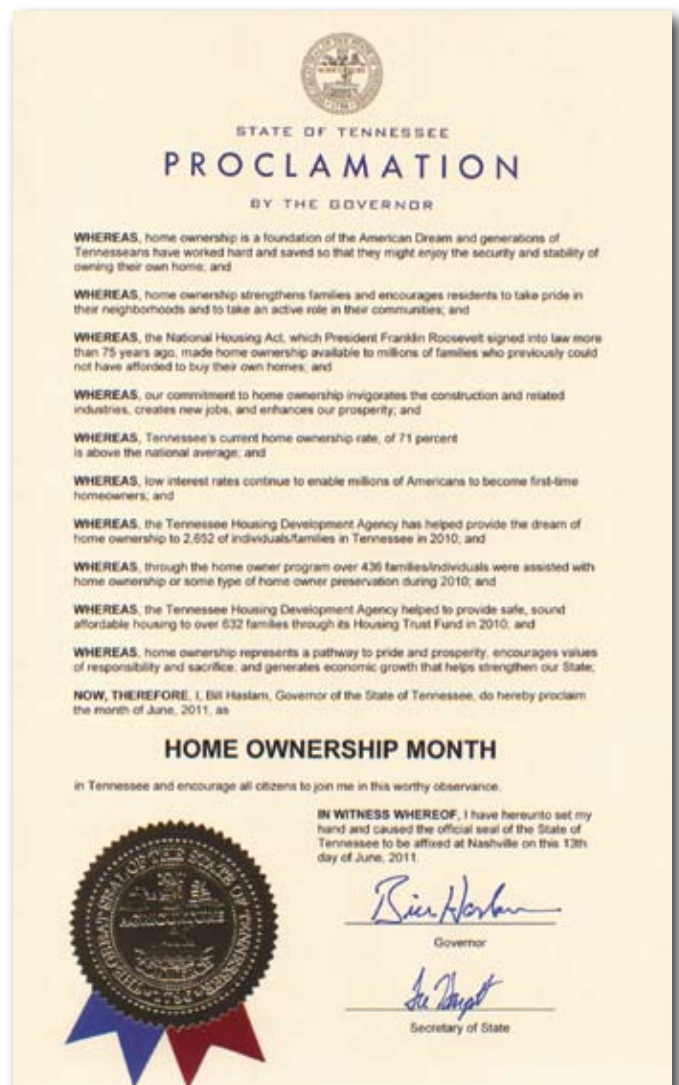 STATE OF TENNESSEE
PROCLAMATION
BY THE GOVERNOR
WHEREAS, home ownership is a foundation of the American Dream and generations of
Tennesseans have worked hard and saved so that they might enjoy the security and stability of
owning their own home; and
WHEREAS, home ownership strengthens families and encourages residents to take pride in
their neighborhoods and to take an active role in their communities; and
WHEREAS, the National Housing Act, which President Franklin Roosevelt signed into law more
than 75 years ago, made home ownership available to millions of families who previously could
not have afforded to buy their own homes; and
WHEREAS, our commitment to home ownership invigorates the construction and related
industries, creates new jobs, and enhances our prosperity; and
WHEREAS, Tennessee's current home ownership rate, of 71 percent
is above the national average; and
WHEREAS, low interest rates continue to enable millions of Americans to become first-time
homeowners; and
WHEREAS, the Tennessee Housing Development Agency has helped provide the dream of
home ownership to 2,652 of individuals/families in Tennessee in 2010; and
WHEREAS, through the home owner program over 436 families/individuals were assisted with
home ownership or some type of home owner preservation during 2010; and
WHEREAS, the Tennessee Housing Development Agency helped to provide safe, sound
affordable housing to over 632 families through its Housing Trust Fund in 2010, and
WHEREAS, home ownership represents a pathway to pride and prosperity, encourages values
of responsibility and sacrifice, and generates economic growth that helps strengthen our State;
NOW, THEREFORE, I, Bill Haslam, Governor of the State of Tennessee, do hereby proclaim
the month of June, 2011, as
HOME OWNERSHIP MONTH
in Tennessee and encourage all citizens to join me in this worthy observance.
IN WITNESS WHEREOF, I have hereunto set my
hand and caused the official seal of the State of
Tennessee to be affixed at Nashville on this 13th
day of June, 2011.
Bill Haslam
Governor
Tre Hargett
Secretary of State
THE GREAT SEAL OF THE STATE OF TENNESSEE
AGRICULTURE